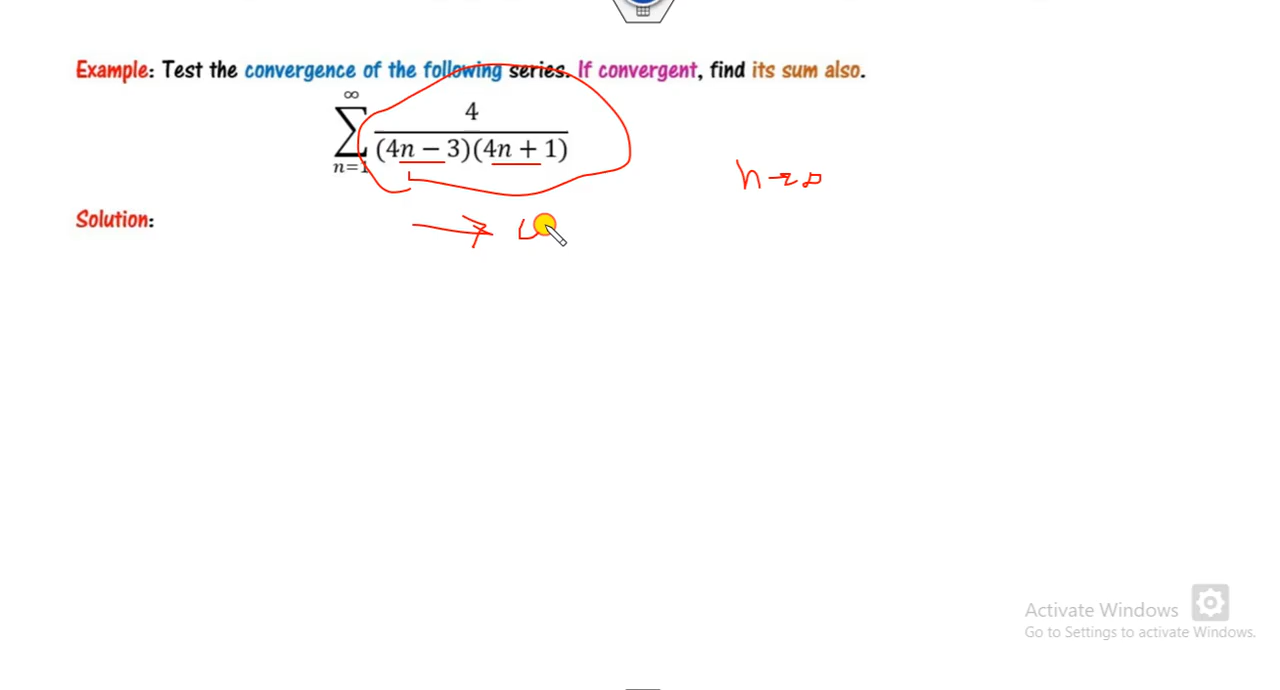 Example: Test the convergence of the following series. If convergent, find its sum also.
∞
∑ 4 / (4n − 3)(4n + 1)
n=1
n→∞
Solution:
→
Activate Windows
Go to Settings to activate Windows.